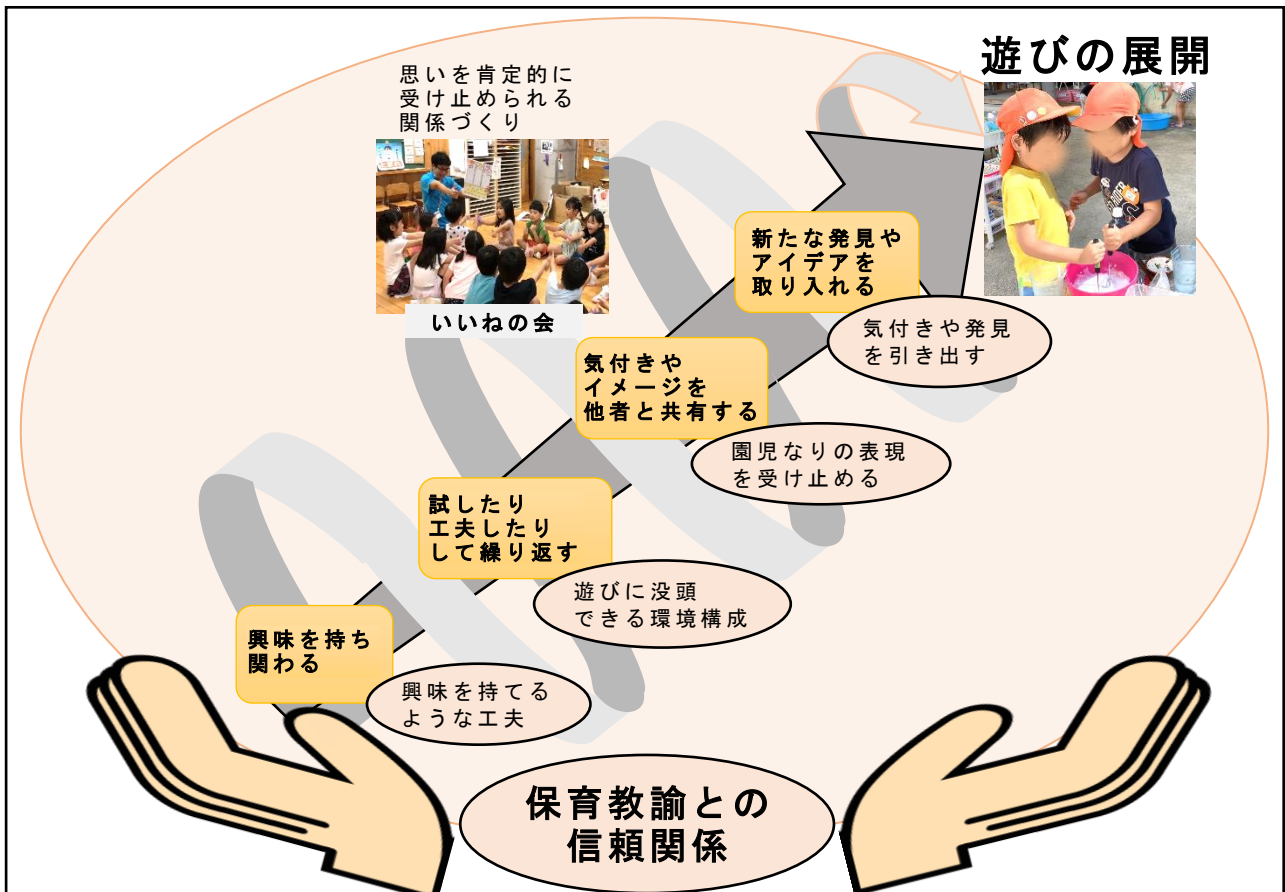 遊びの展開
思いを肯定的に
受け止められる
関係づくり
いいねの会
新たな発見や
アイデアを
取り入れる
気付きや発見
を引き出す
気付きや
イメージを
他者と共有する
園児なりの表現
を受け止める
試したり
工夫したり
して繰り返す
遊びに没頭
できる環境構成
興味を持ち
関わる
興味を持てる
ような工夫
保育教諭との
信頼関係